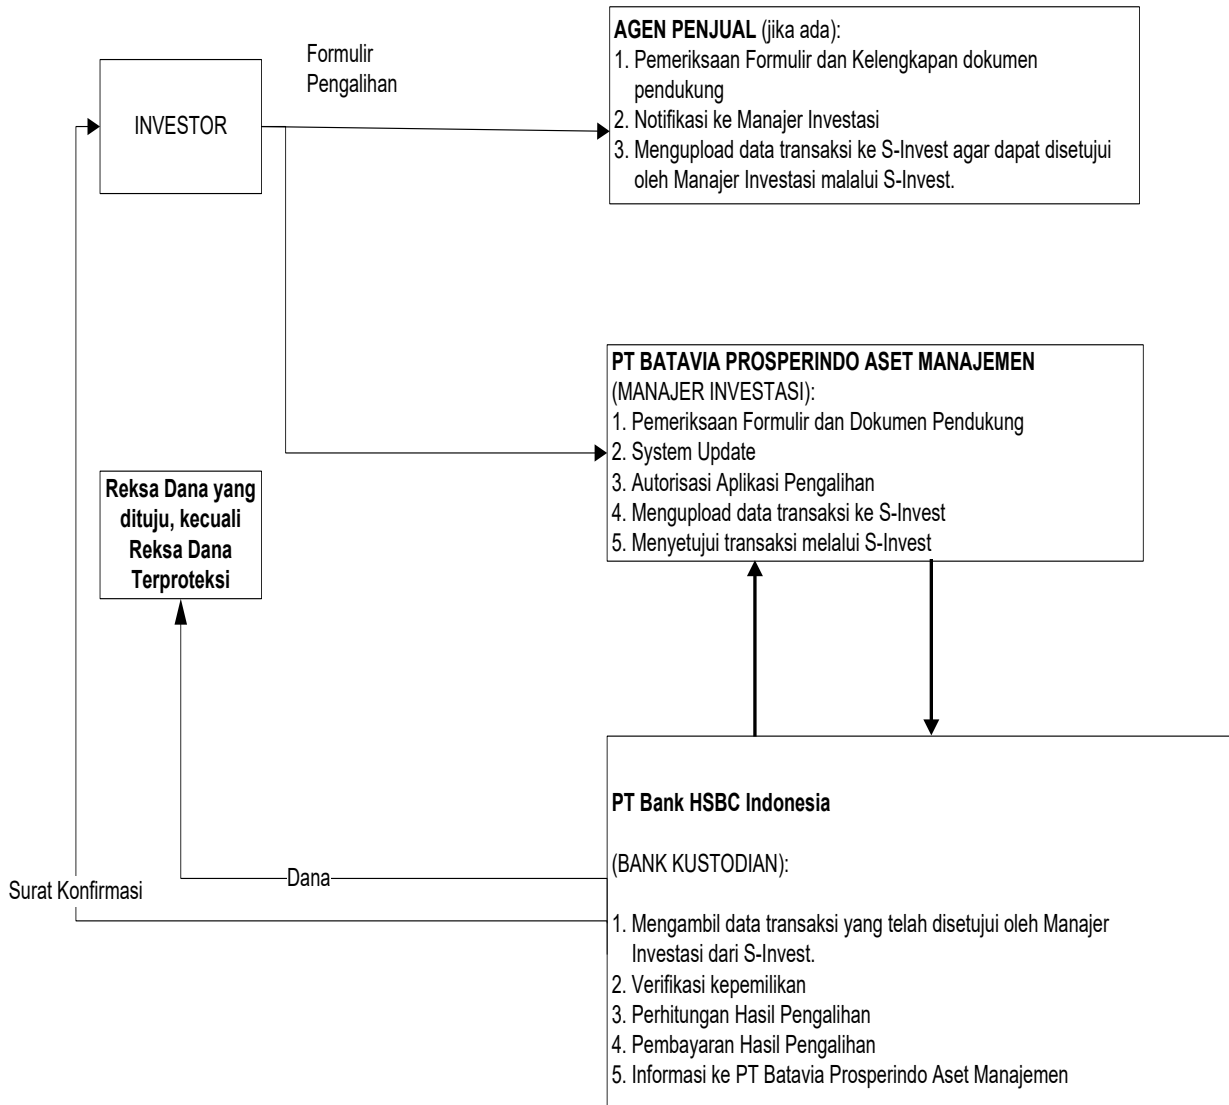 Formulir
Pengalihan
INVESTOR
AGEN PENJUAL (jika ada):
1. Pemeriksaan Formulir dan Kelengkapan dokumen
pendukung
2. Notifikasi ke Manajer Investasi
3. Mengupload data transaksi ke S-Invest agar dapat disetujui
oleh Manajer Investasi malalui S-Invest.
PT BATAVIA PROSPERINDO ASET MANAJEMEN
(MANAJER INVESTASI):
1. Pemeriksaan Formulir dan Dokumen Pendukung
2. System Update
3. Autorisasi Aplikasi Pengalihan
4. Mengupload data transaksi ke S-Invest
5. Menyetujui transaksi melalui S-Invest
Reksa Dana yang
dituju, kecuali
Reksa Dana
Terproteksi
Surat Konfirmasi
Dana
PT Bank HSBC Indonesia
(BANK KUSTODIAN):
1. Mengambil data transaksi yang telah disetujui oleh Manajer
Investasi dari S-Invest.
2. Verifikasi kepemilikan
3. Perhitungan Hasil Pengalihan
4. Pembayaran Hasil Pengalihan
5. Informasi ke PT Batavia Prosperindo Aset Manajemen